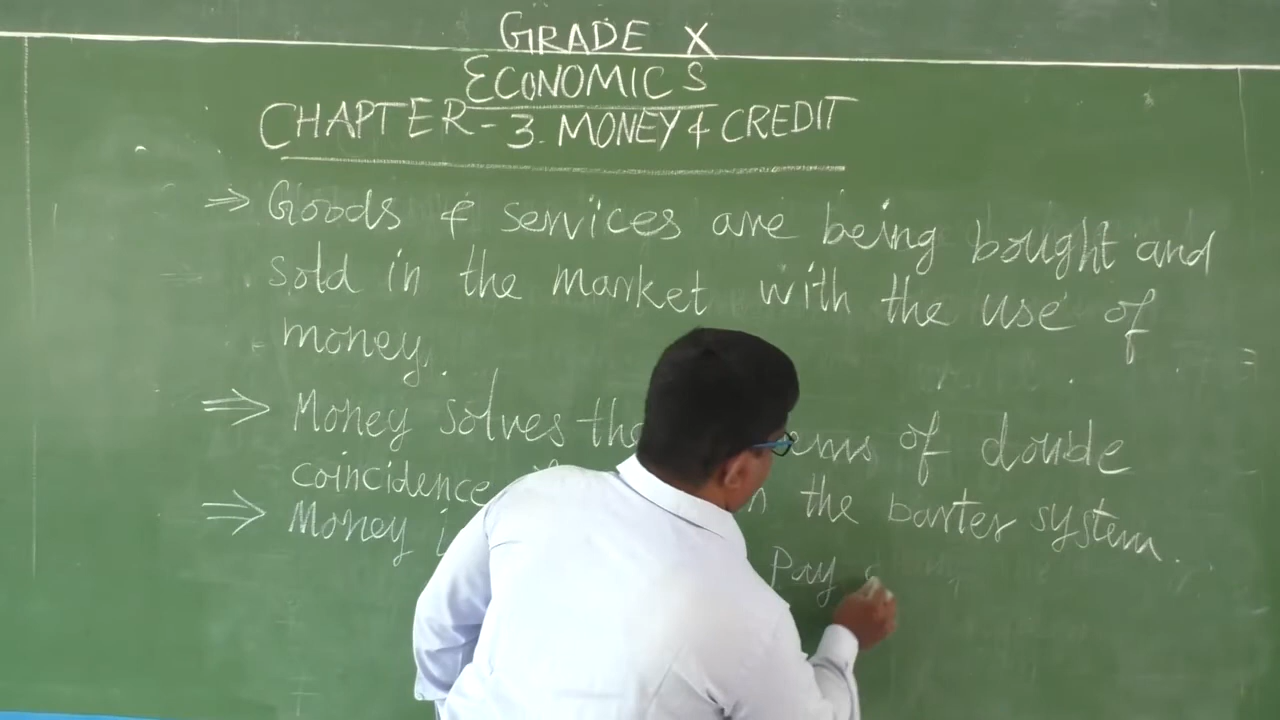 GRADE X
ECONOMICS
CHAPTER-3. MONEY & CREDIT
⇒ Goods & services are being bought and
sold in the market with the use of
money.
⇒ Money solves the ems of double
coincidence n the barter system.
⇒ Money i Pay